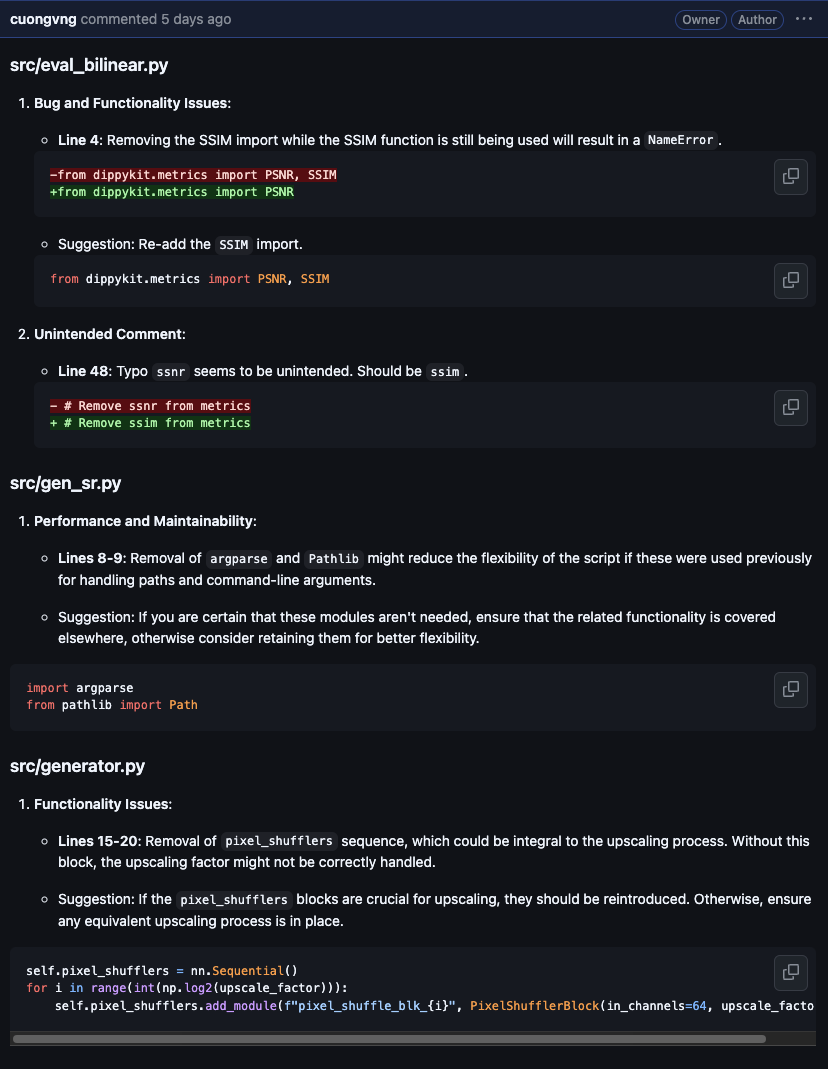 cuongvng commented 5 days ago
Owner
Author
src/eval_bilinear.py
1. Bug and Functionality Issues:
Line 4: Removing the SSIM import while the SSIM function is still being used will result in a NameError.
-from dippykit.metrics import PSNR, SSIM
+from dippykit.metrics import PSNR
Suggestion: Re-add the SSIM import.
from dippykit.metrics import PSNR, SSIM
2. Unintended Comment:
Line 48: Typo ssnr seems to be unintended. Should be ssim.
- # Remove ssnr from metrics
+ # Remove ssim from metrics
src/gen_sr.py
1. Performance and Maintainability:
Lines 8-9: Removal of argparse and Pathlib might reduce the flexibility of the script if these were used previously
for handling paths and command-line arguments.
Suggestion: If you are certain that these modules aren't needed, ensure that the related functionality is covered
elsewhere, otherwise consider retaining them for better flexibility.
import argparse
from pathlib import Path
src/generator.py
1. Functionality Issues:
Lines 15-20: Removal of pixel_shufflers sequence, which could be integral to the upscaling process. Without this
block, the upscaling factor might not be correctly handled.
Suggestion: If the pixel_shufflers blocks are crucial for upscaling, they should be reintroduced. Otherwise, ensure
any equivalent upscaling process is in place.
self.pixel_shufflers = nn.Sequential()
for i in range(int(np.log2(upscale_factor))):
    self.pixel_shufflers.add_module(f"pixel_shuffle_blk_{i}", PixelShufflerBlock(in_channels=64, upscale_facto